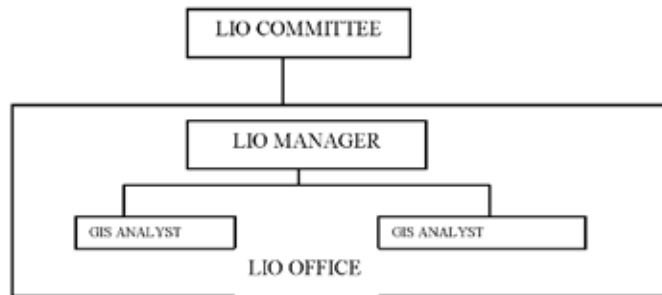 LIO COMMITTEE
LIO MANAGER
GIS ANALYST
GIS ANALYST
LIO OFFICE